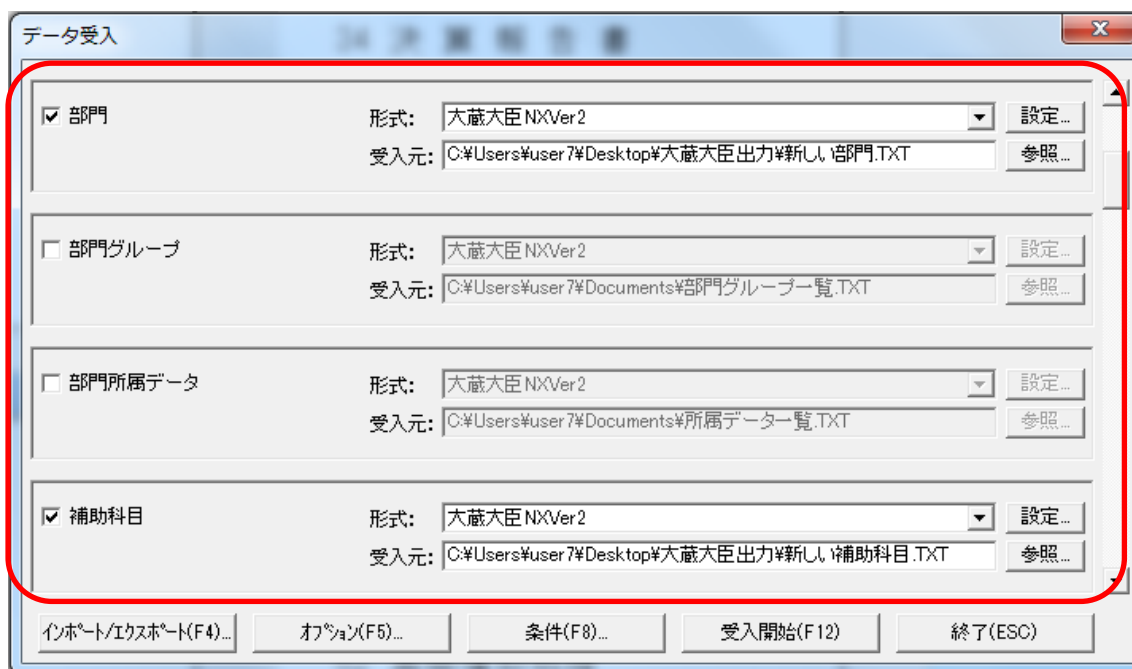 24 決 算 報 告 書
データ受入
部門
形式: 大蔵大臣NXVer2 設定...
受入元: C:¥Users¥user7¥Desktop¥大蔵大臣出力¥新しい部門.TXT 参照...
部門グループ
形式: 大蔵大臣NXVer2 設定...
受入元: C:¥Users¥user7¥Documents¥部門グループ一覧.TXT 参照...
部門所属データ
形式: 大蔵大臣NXVer2 設定...
受入元: C:¥Users¥user7¥Documents¥所属データ一覧.TXT 参照...
補助科目
形式: 大蔵大臣NXVer2 設定...
受入元: C:¥Users¥user7¥Desktop¥大蔵大臣出力¥新しい補助科目.TXT 参照...
インポート/エクスポート(F4)... オプション(F5)... 条件(F8)... 受入開始(F12) 終了(ESC)